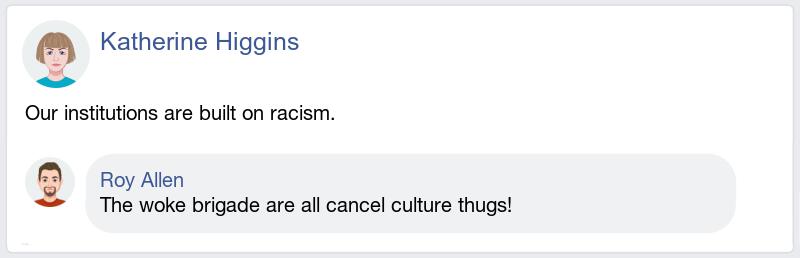 Katherine Higgins
Our institutions are built on racism.
Roy Allen
The woke brigade are all cancel culture thugs!